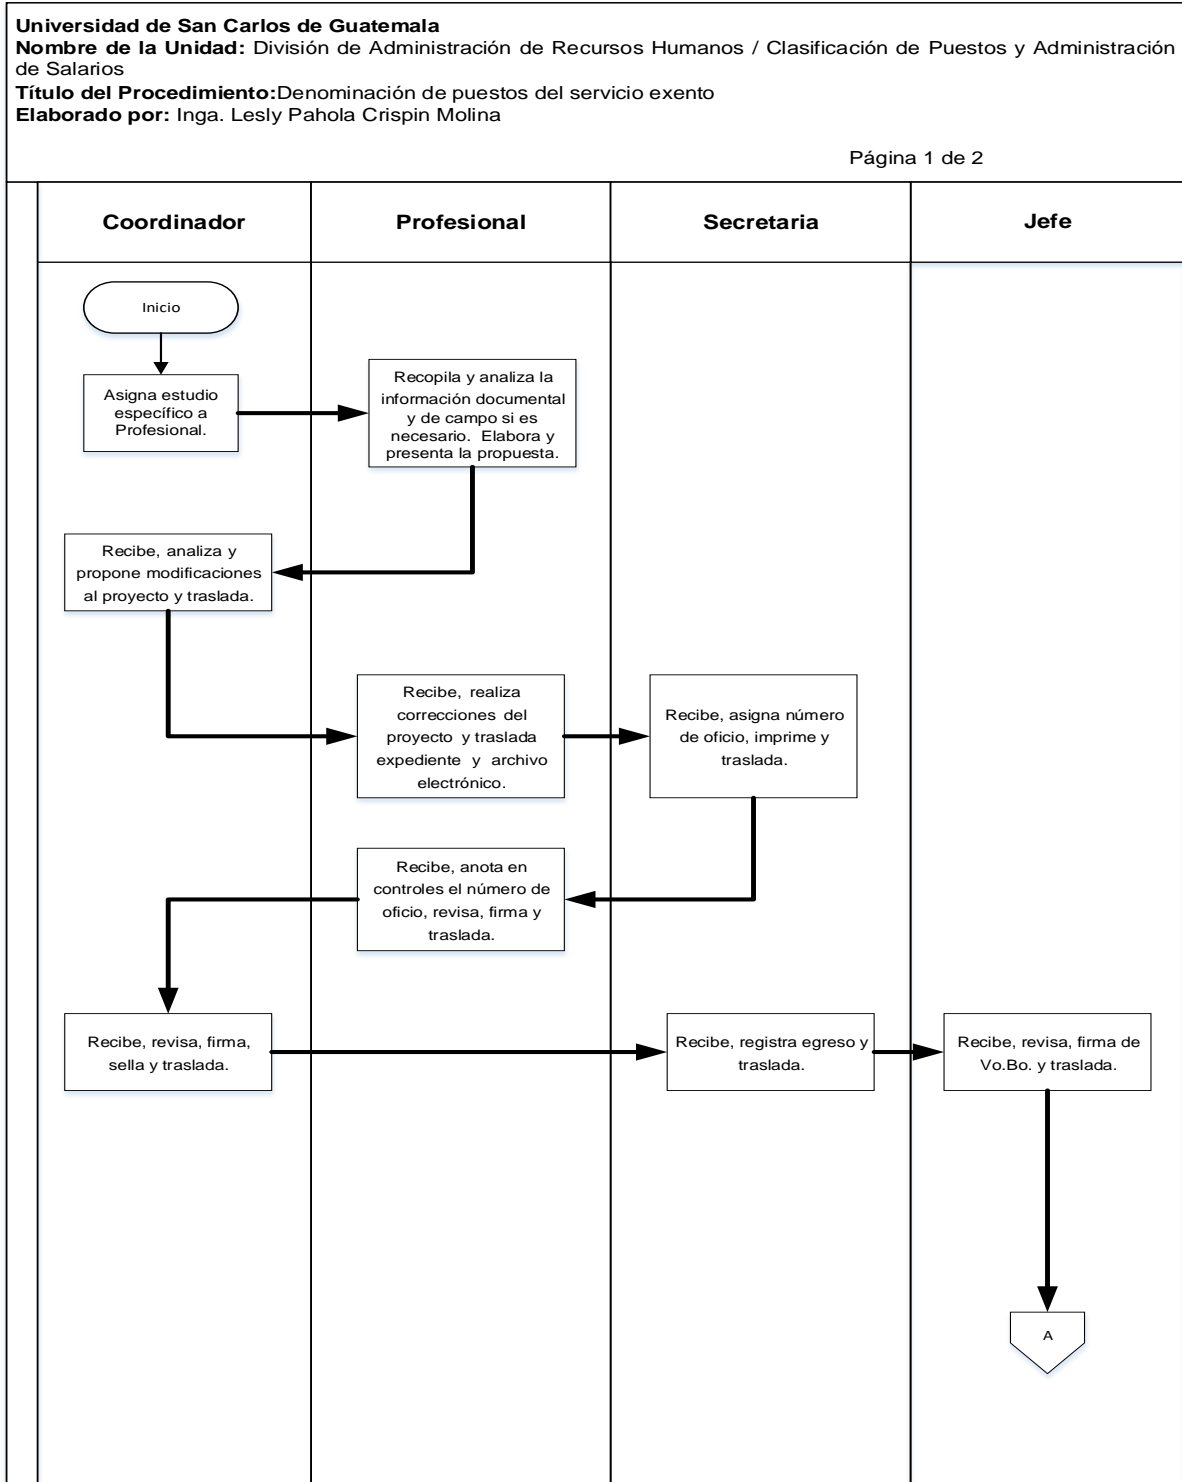 Universidad de San Carlos de Guatemala
Nombre de la Unidad: División de Administración de Recursos Humanos / Clasificación de Puestos y Administración
de Salarios
Título del Procedimiento:Denominación de puestos del servicio exento
Elaborado por: Inga. Lesly Pahola Crispin Molina
Página 1 de 2
Coordinador
Profesional
Secretaria
Jefe
Inicio
Asigna estudio
específico a
Profesional.
Recopila y analiza la
información documental
y de campo si es
necesario. Elabora y
presenta la propuesta.
Recibe, analiza y
propone modificaciones
al proyecto y traslada.
Recibe, realiza
correcciones del
proyecto y traslada
expediente y archivo
electrónico.
Recibe, asigna número
de oficio, imprime y
traslada.
Recibe, anota en
controles el número de
oficio, revisa, firma y
traslada.
Recibe, revisa, firma,
sella y traslada.
Recibe, registra egreso y
traslada.
Recibe, revisa, firma de
Vo.Bo. y traslada.
A